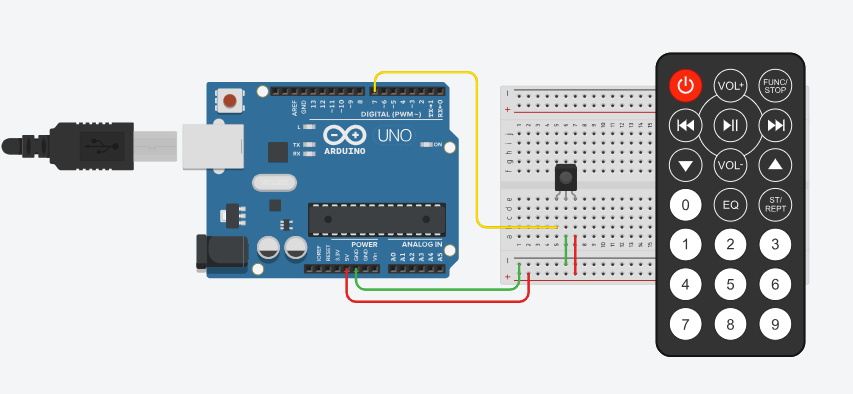 AREF
GND
13
12
~11
~10
~9
8
7
~6
~5
4
~3
2
TX→1
RX←0
DIGITAL (PWM~)
L
TX
RX
UNO
ARDUINO
ON
POWER
ANALOG IN
IOREF
RESET
3.3V
5V
GND
GND
Vin
A0
A1
A2
A3
A4
A5
VOL+
FUNC/
STOP
VOL-
0
EQ
ST/
REPT
1 2 3
4 5 6
7 8 9